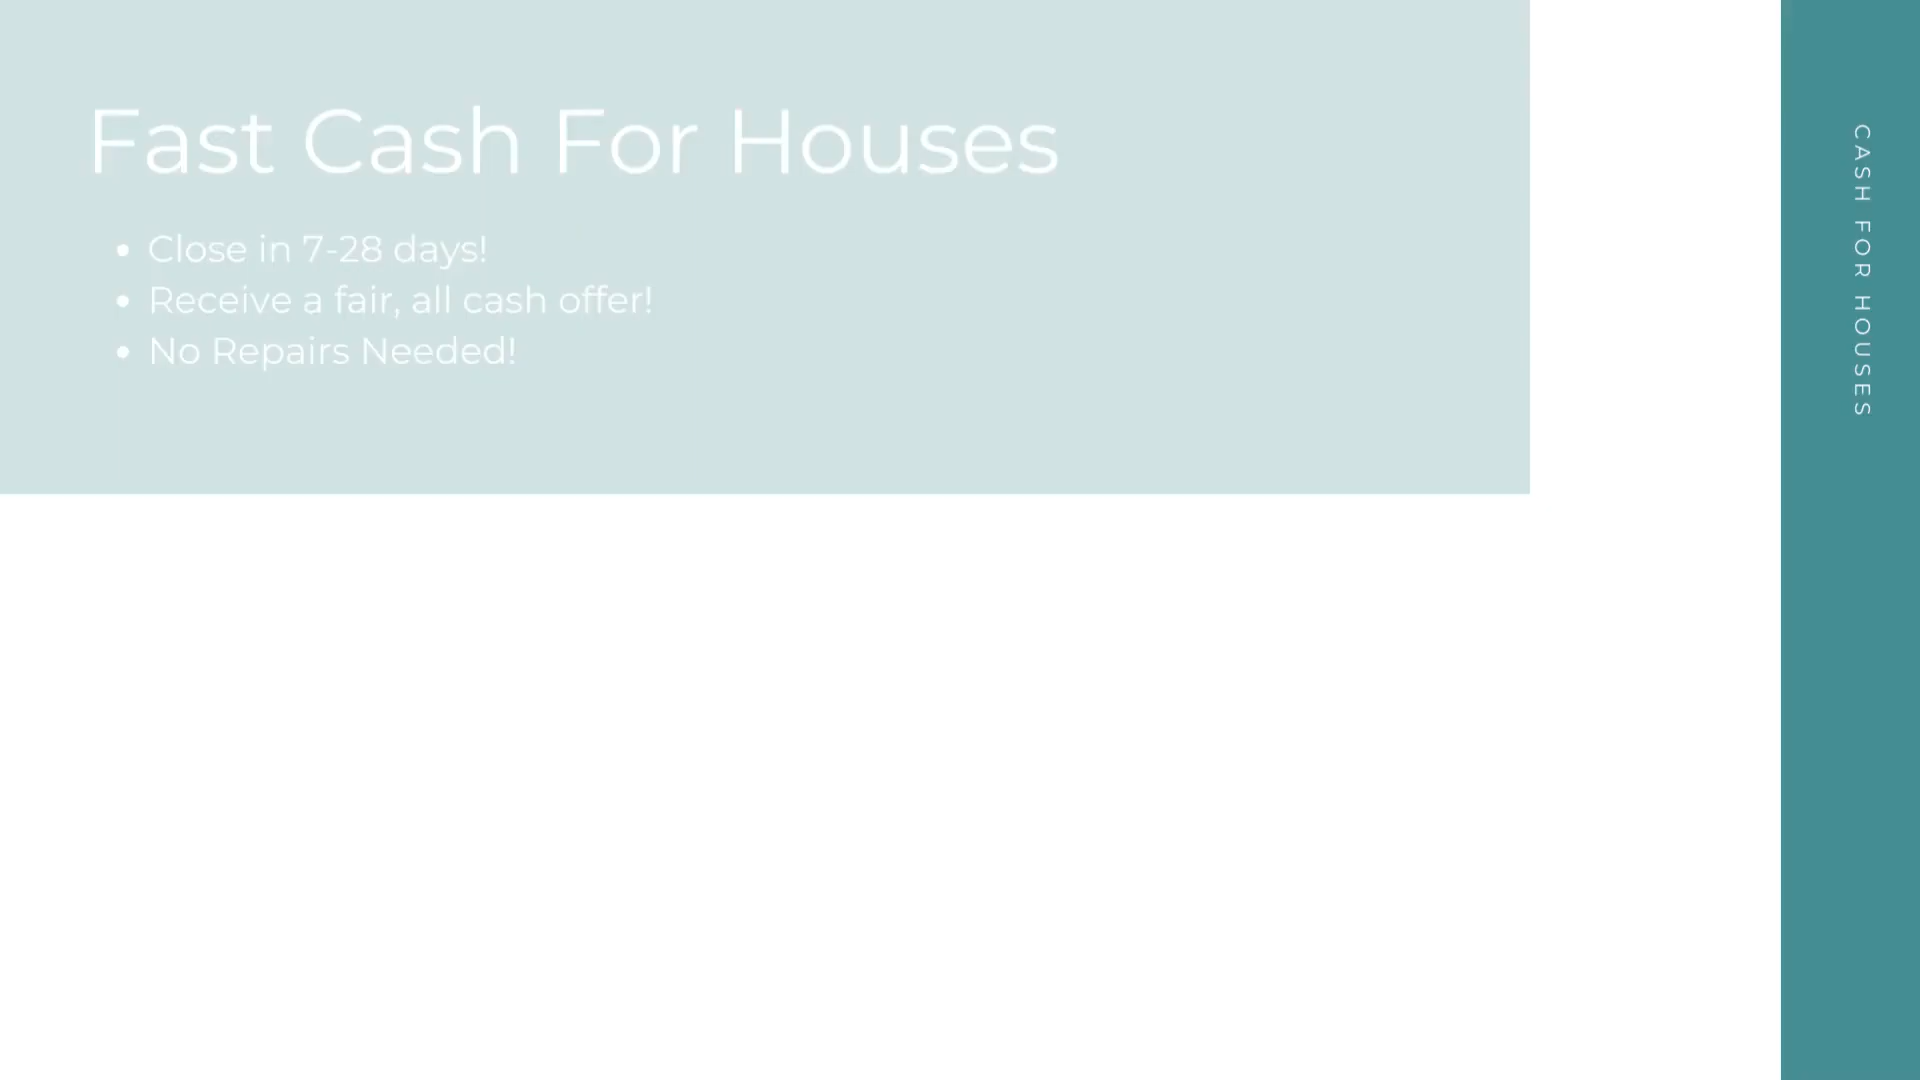 Fast Cash For Houses
• Close in 7-28 days!
• Receive a fair, all cash offer!
• No Repairs Needed!
CASH FOR HOUSES